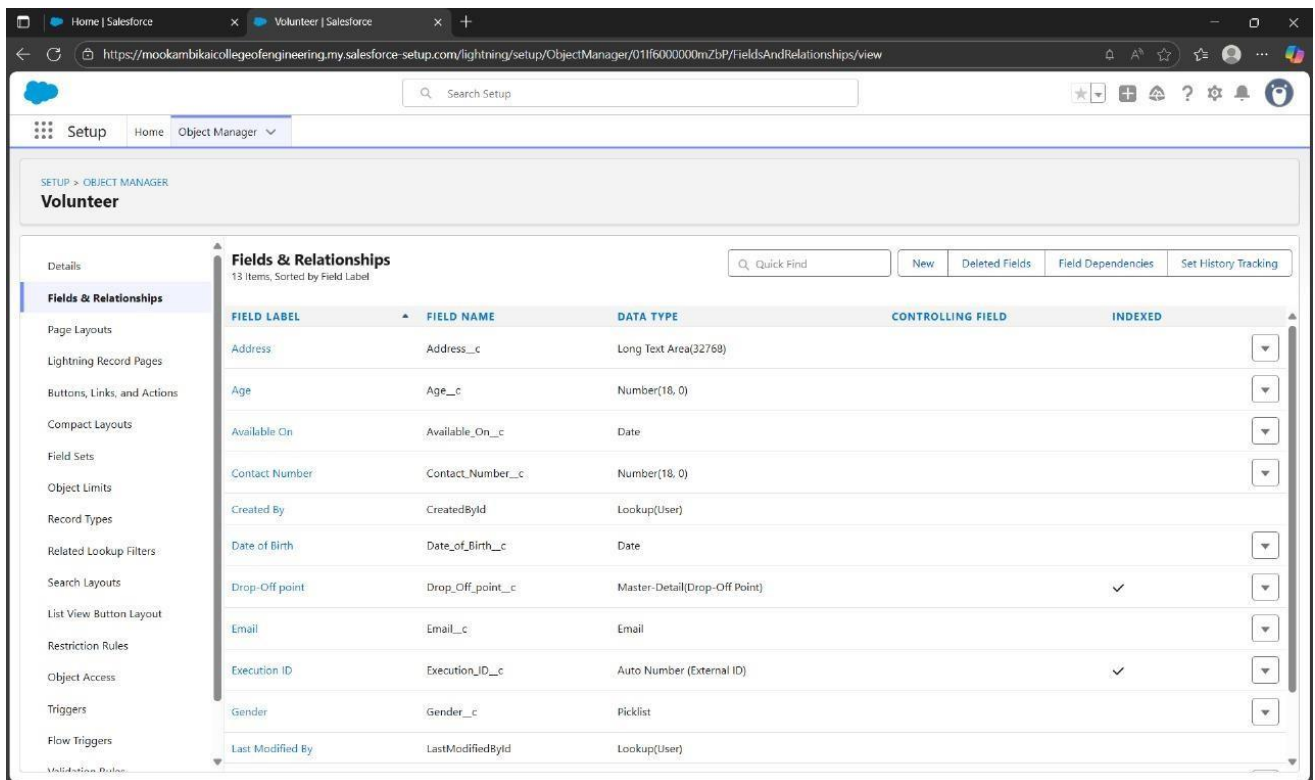 Home | Salesforce
Volunteer | Salesforce
https://mookambikaicollegeofengineering.my.salesforce-setup.com/lightning/setup/ObjectManager/01If6000000mZbP/FieldsAndRelationships/view
Search Setup
Setup
Home
Object Manager
SETUP > OBJECT MANAGER
Volunteer
Details
Fields & Relationships
Page Layouts
Lightning Record Pages
Buttons, Links, and Actions
Compact Layouts
Field Sets
Object Limits
Record Types
Related Lookup Filters
Search Layouts
List View Button Layout
Restriction Rules
Object Access
Triggers
Flow Triggers
Validation Rules
Fields & Relationships
13 Items, Sorted by Field Label
Quick Find
New
Deleted Fields
Field Dependencies
Set History Tracking
FIELD LABEL FIELD NAME DATA TYPE CONTROLLING FIELD INDEXED
Address Address__c Long Text Area(32768)
Age Age__c Number(18, 0)
Available On Available_On__c Date
Contact Number Contact_Number__c Number(18, 0)
Created By CreatedById Lookup(User)
Date of Birth Date_of_Birth__c Date
Drop-Off point Drop_Off_point__c Master-Detail(Drop-Off Point)
Email Email__c Email
Execution ID Execution_ID__c Auto Number (External ID)
Gender Gender__c Picklist
Last Modified By LastModifiedById Lookup(User)